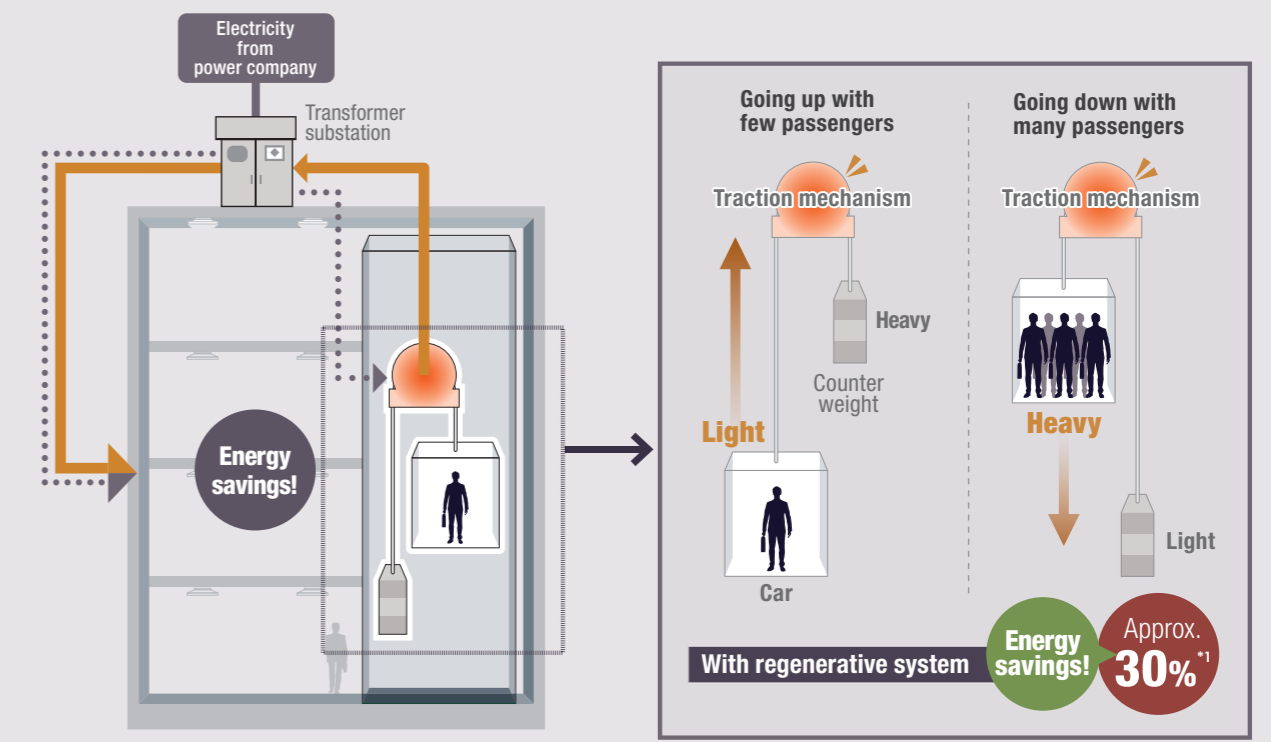 Electricity
from
power company
Transformer
substation
Energy
savings!
Going up with
few passengers
Traction mechanism
Heavy
Counter
weight
Light
Car
Going down with
many passengers
Traction mechanism
Heavy
Light
With regenerative system
Energy
savings!
Approx.
30%*1